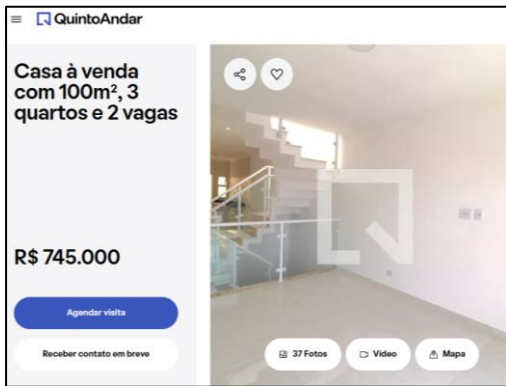 QuintoAndar
Casa à venda
com 100m², 3
quartos e 2 vagas
R$ 745.000
Agendar visita
Receber contato em breve
37 Fotos
Vídeo
Mapa